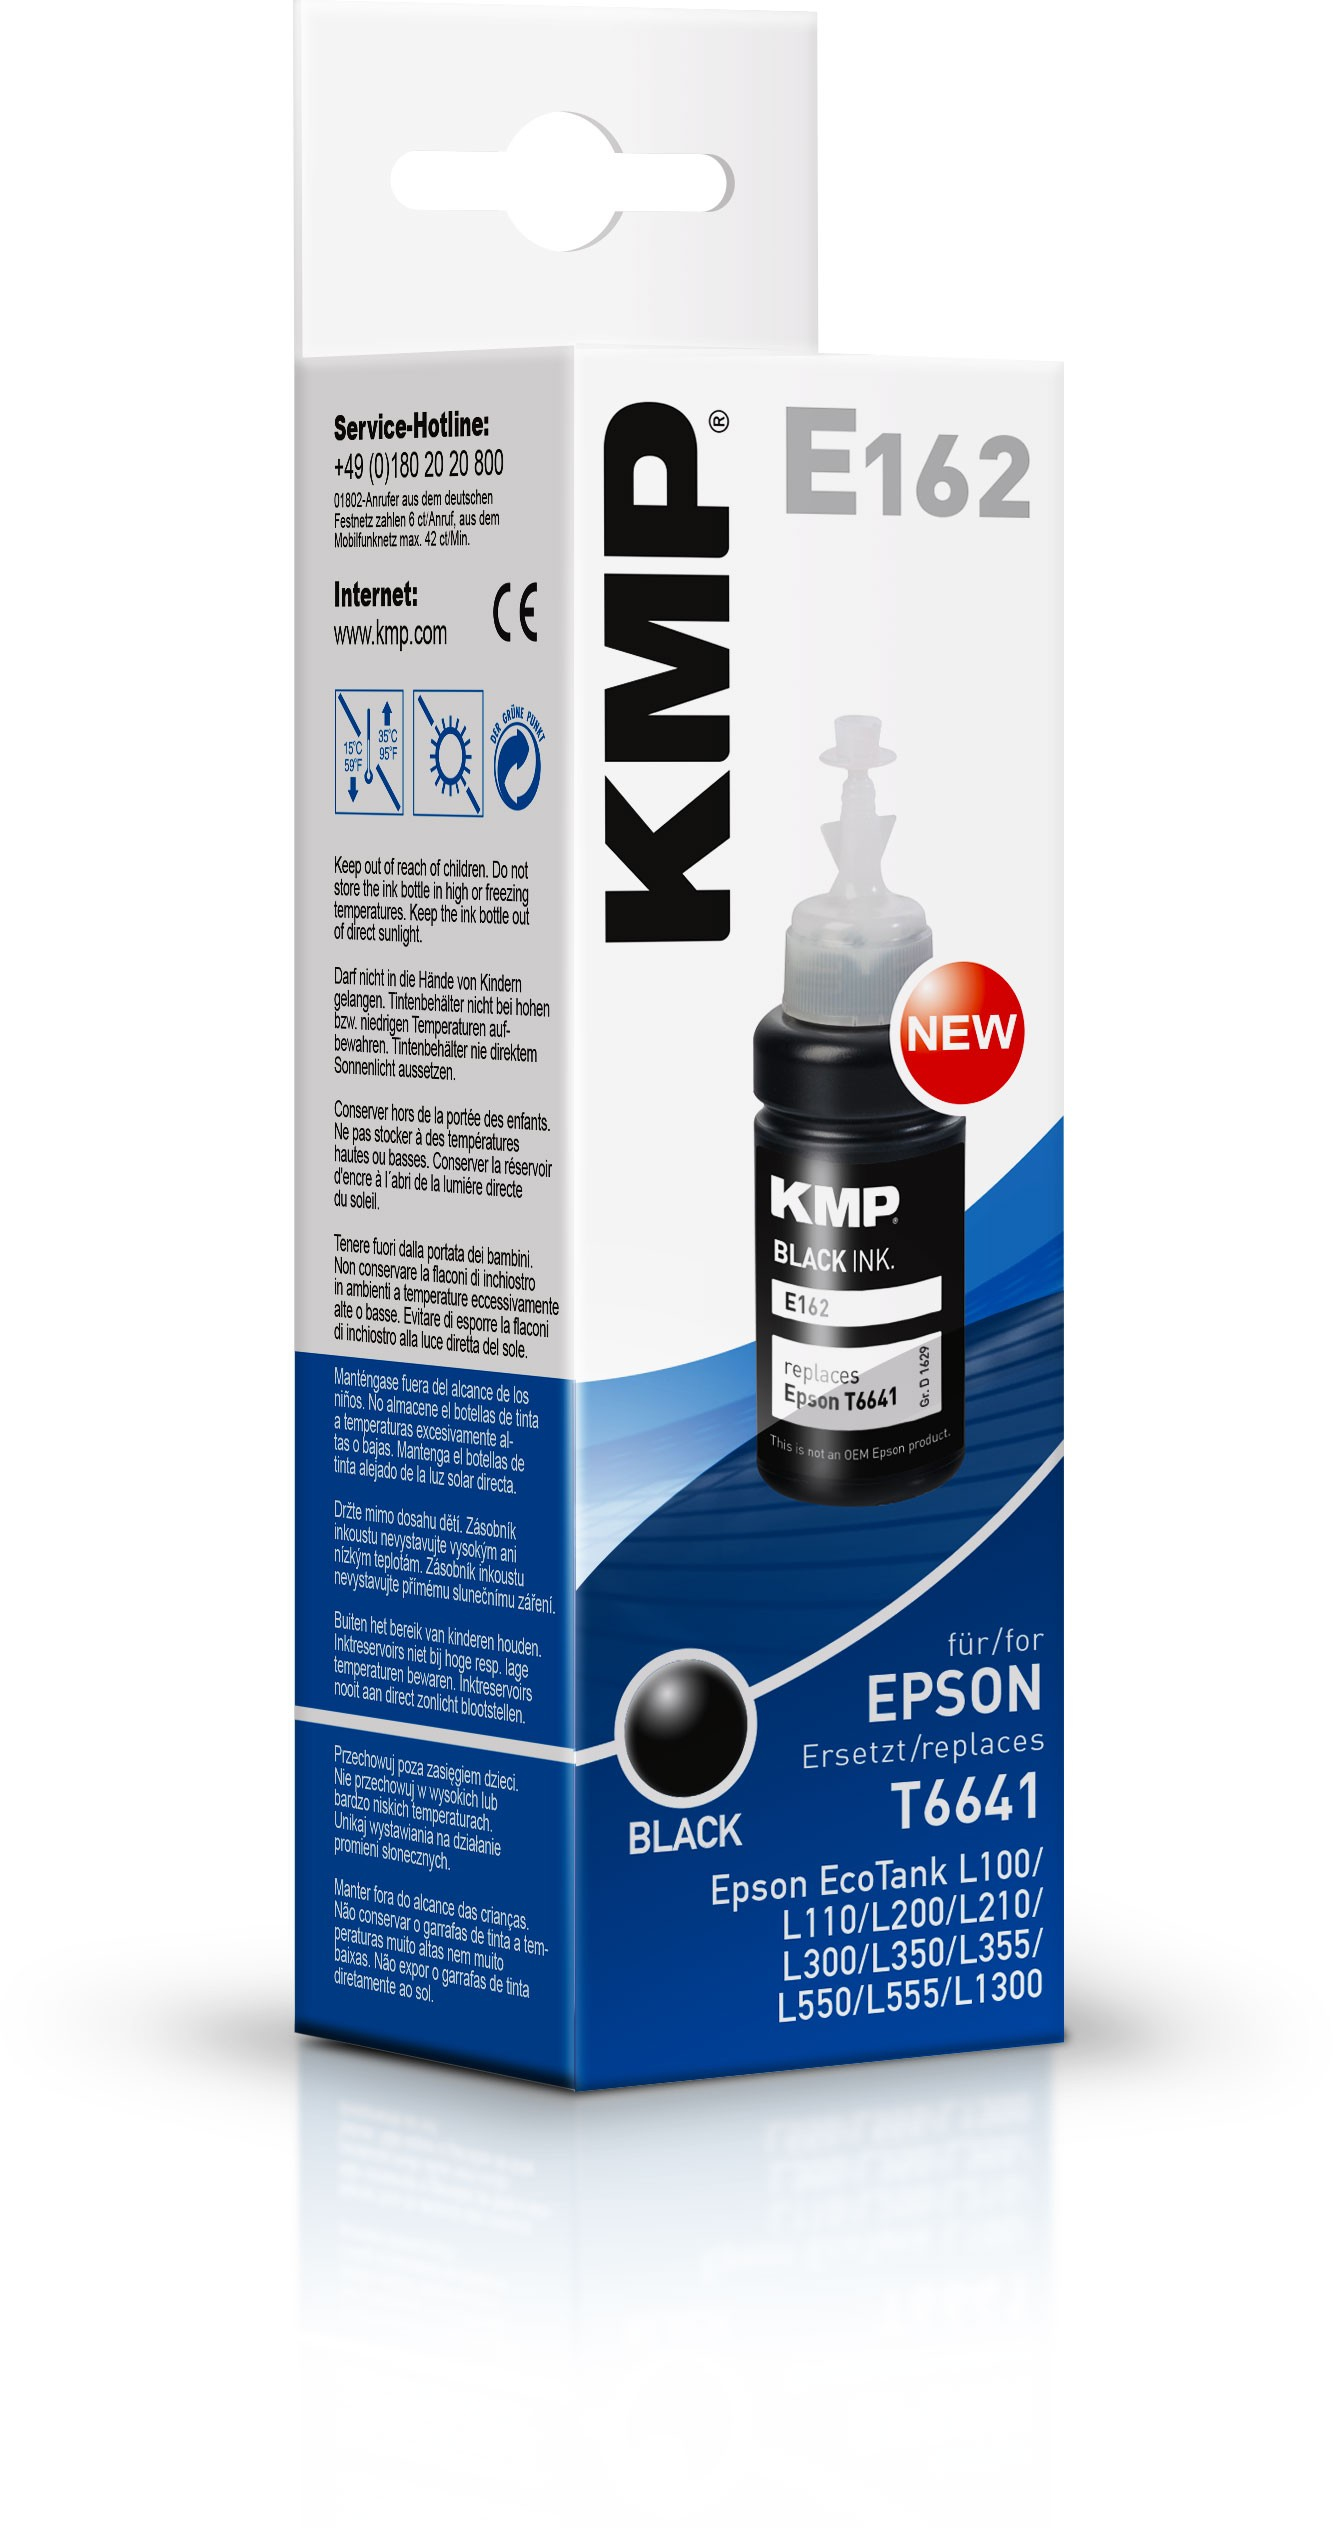 Service-Hotline:
+49 (0)180 20 20 800
01802-Anrufer aus dem deutschen
Festnetz zahlen 6 ct/Anruf, aus dem
Mobilfunknetz max. 42 ct/Min.
Internet:
www.kmp.com
CE
15°C
59°F
35°C
95°F
DER GRÜNE PUNKT
Keep out of reach of children. Do not
store the ink bottle in high or freezing
temperatures. Keep the ink bottle out
of direct sunlight.
Darf nicht in die Hände von Kindern
gelangen. Tintenbehälter nicht bei hohen
bzw. niedrigen Temperaturen auf-
bewahren. Tintenbehälter nie direktem
Sonnenlicht aussetzen.
Conserver hors de la portée des enfants.
Ne pas stocker à des températures
hautes ou basses. Conserver la réservoir
d'encre à l´abri de la lumiére directe
du soleil.
Tenere fuori dalla portata dei bambini.
Non conservare la flaconi di inchiostro
in ambienti a temperature eccessivamente
alte o basse. Evitare di esporre la flaconi
di inchiostro alla luce diretta del sole.
Manténgase fuera del alcance de los
niños. No almacene el botellas de tinta
a temperaturas excesivamente al-
tas o bajas. Mantenga el botellas de
tinta alejado de la luz solar directa.
Držte mimo dosahu dětí. Zásobník
inkoustu nevystavujte vysokým ani
nízkým teplotám. Zásobník inkoustu
nevystavujte přímému slunečnímu záření.
Buiten het bereik van kinderen houden.
Inktreservoirs niet bij hoge resp. lage
temperaturen bewaren. Inktreservoirs
nooit aan direct zonlicht blootstellen.
Przechowuj poza zasięgiem dzieci.
Nie przechowuj w wysokich lub
bardzo niskich temperaturach.
Unikaj wystawiania na działanie
promieni słonecznych.
Manter fora do alcance das crianças.
Não conservar o garrafas de tinta a tem-
peraturas muito altas nem muito
baixas. Não expor o garrafas de tinta
diretamente ao sol.
KMP®
E162
NEW
KMP®
BLACK INK.
E162
replaces
Epson T6641
Gr. D 1629
This is not an OEM Epson product.
BLACK
für/for
EPSON
Ersetzt/replaces
T6641
Epson EcoTank L100/
L110/L200/L210/
L300/L350/L355/
L550/L555/L1300